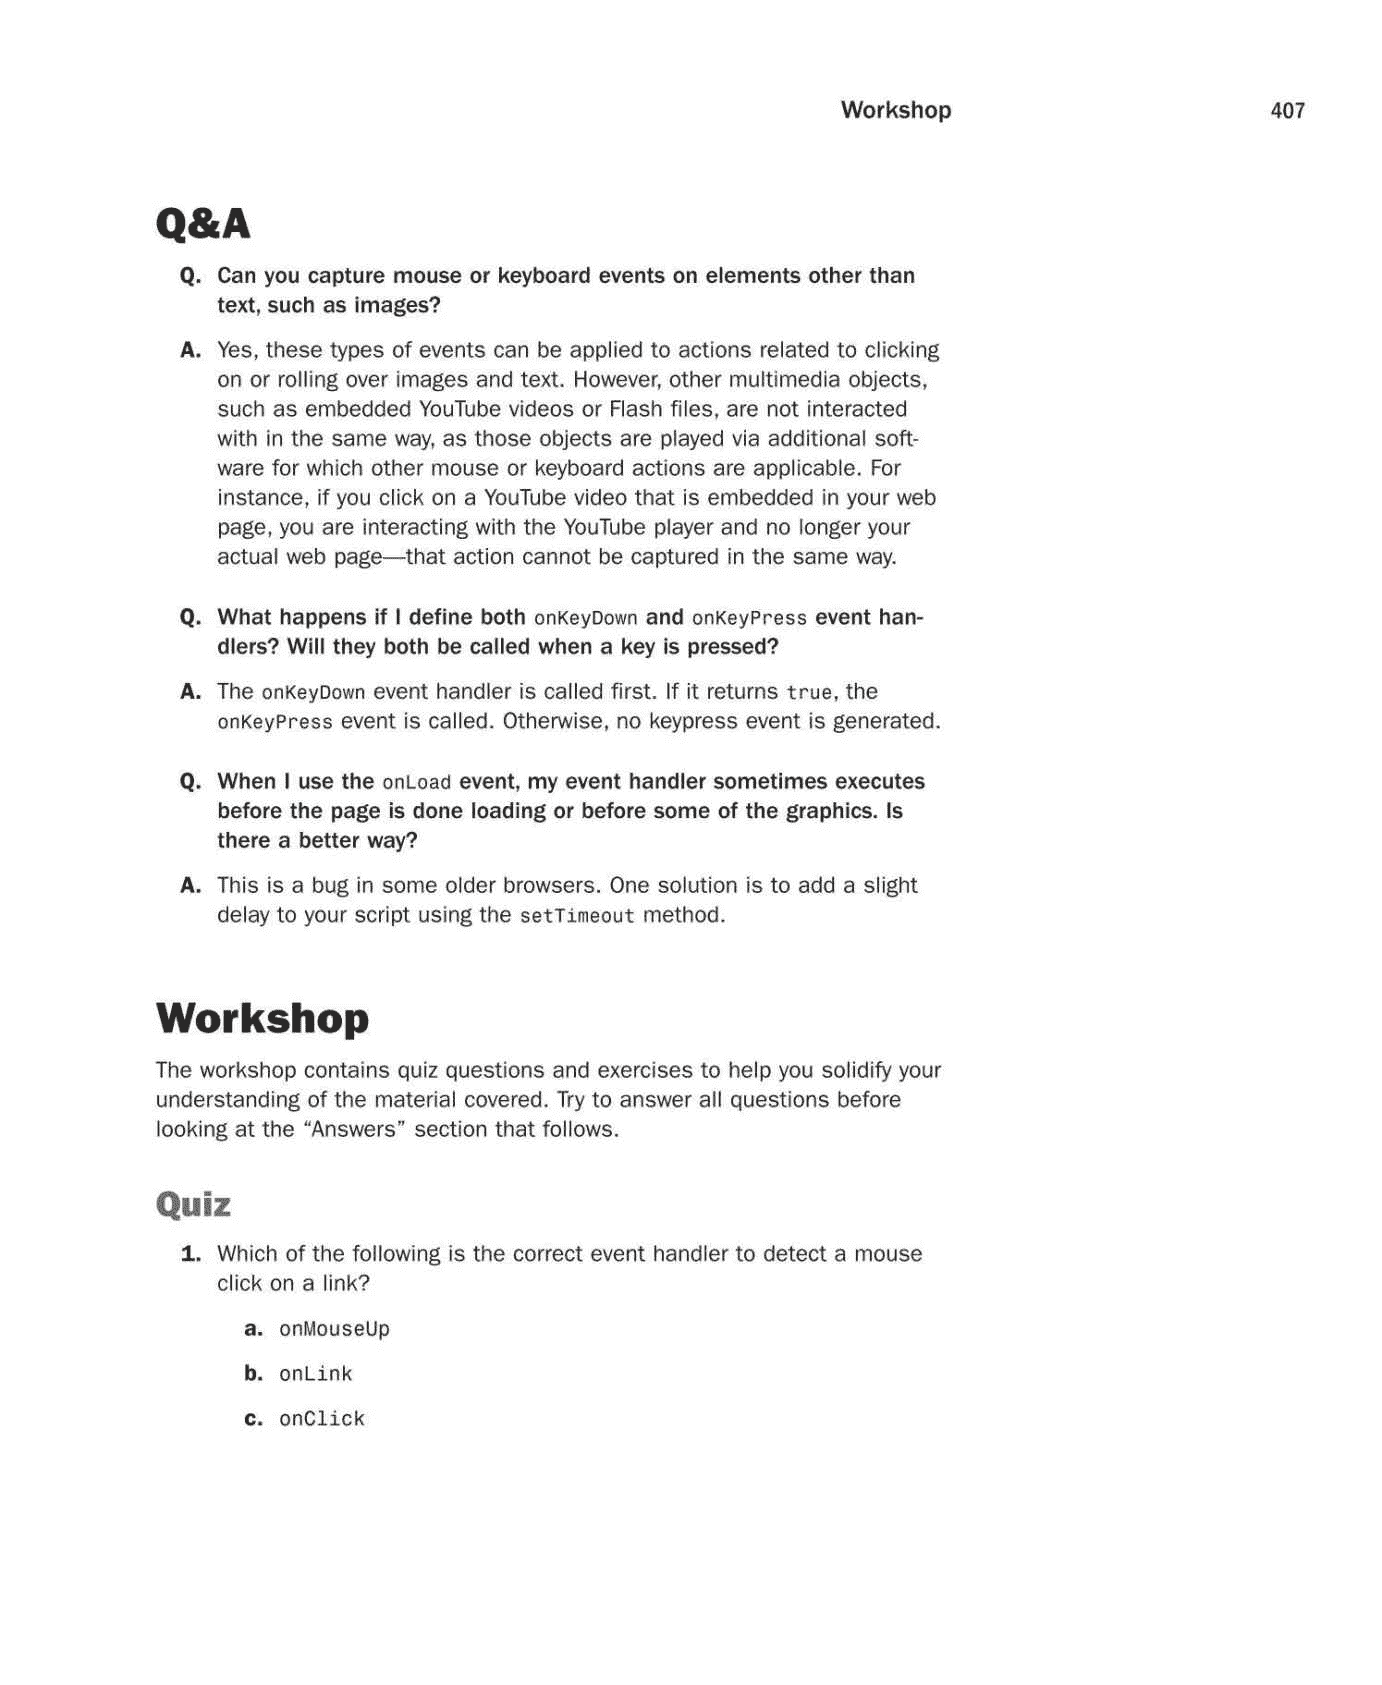 Workshop 407
Q&A
Q. Can you capture mouse or keyboard events on elements other than
text, such as images?
A. Yes, these types of events can be applied to actions related to clicking
on or rolling over images and text. However, other multimedia objects,
such as embedded YouTube videos or Flash files, are not interacted
with in the same way, as those objects are played via additional soft-
ware for which other mouse or keyboard actions are applicable. For
instance, if you click on a YouTube video that is embedded in your web
page, you are interacting with the YouTube player and no longer your
actual web page—that action cannot be captured in the same way.
Q. What happens if I define both onKeyDown and onKeyPress event han-
dlers? Will they both be called when a key is pressed?
A. The onKeyDown event handler is called first. If it returns true, the
onKeyPress event is called. Otherwise, no keypress event is generated.
Q. When I use the onLoad event, my event handler sometimes executes
before the page is done loading or before some of the graphics. Is
there a better way?
A. This is a bug in some older browsers. One solution is to add a slight
delay to your script using the setTimeout method.
Workshop
The workshop contains quiz questions and exercises to help you solidify your
understanding of the material covered. Try to answer all questions before
looking at the “Answers” section that follows.
Quiz
1. Which of the following is the correct event handler to detect a mouse
click on a link?
a. onMouseUp
b. onLink
c. onClick